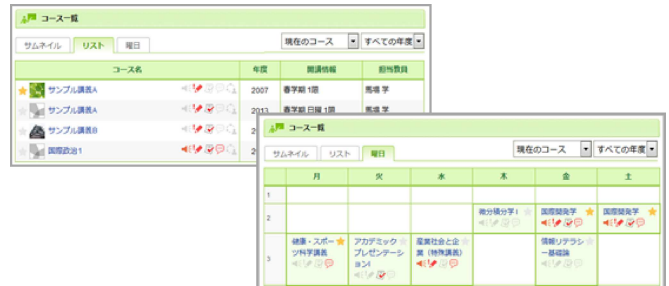 コース一覧
サムネイル リスト 曜日 現在のコース すべての年度
コース名 年度 開講情報 担当教員
サンプル講義A 2007 春学期 1限 馬場 学
サンプル講義A 2013 春学期 日曜 1限 馬場 学
サンプル講義B
国際政治1
コース一覧
サムネイル リスト 曜日 現在のコース すべての年度
月 火 水 木 金 土
1
2 微分積分学I 国際開発学 国際開発学
3 健康・スポー アカデミック 産業社会と企 情報リテラシ
ツ科学講義 プレゼンテーシ 業（特殊講義） ー基礎論
ョンI